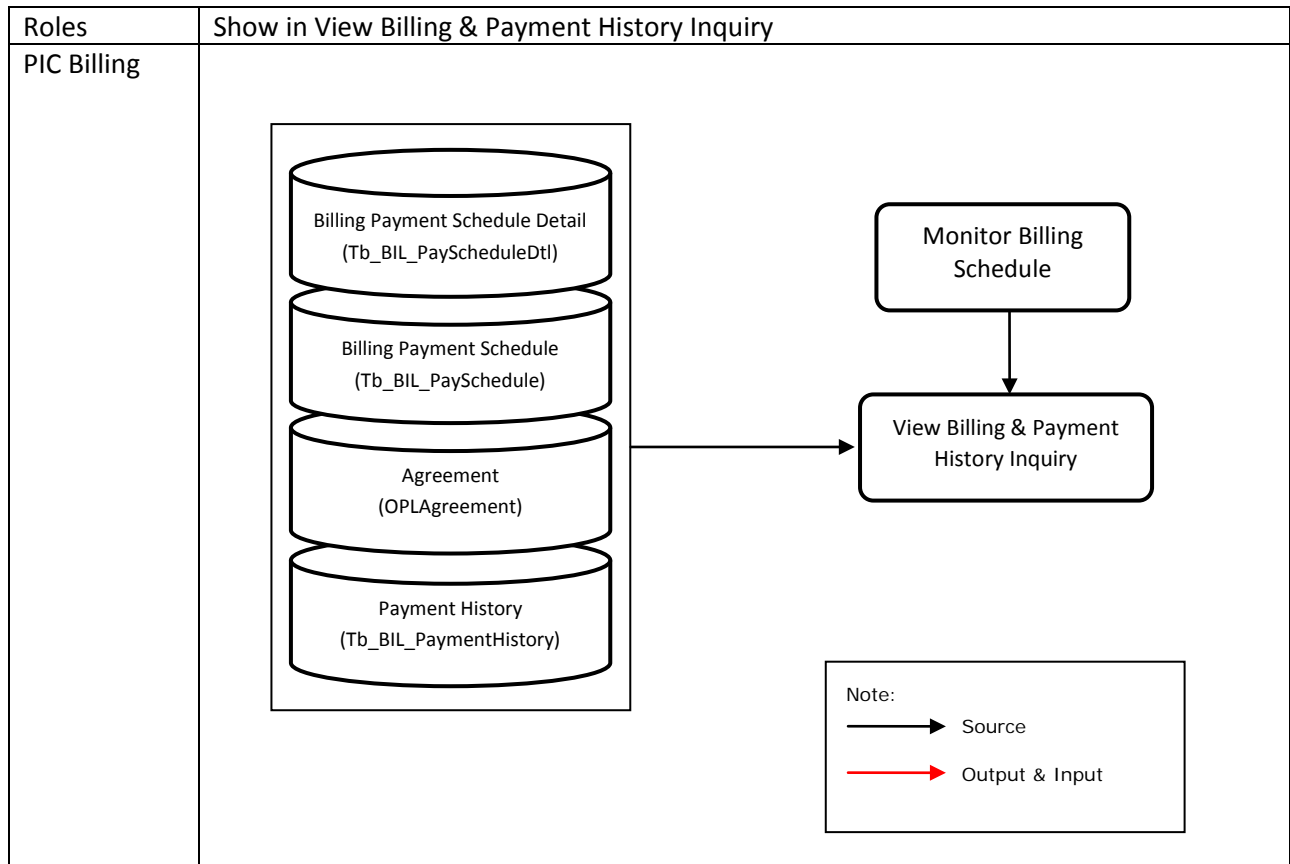 Roles
Show in View Billing & Payment History Inquiry
PIC Billing
Billing Payment Schedule Detail
(Tb_BIL_PayScheduleDtl)
Billing Payment Schedule
(Tb_BIL_PaySchedule)
Agreement
(OPLAgreement)
Payment History
(Tb_BIL_PaymentHistory)
Monitor Billing
Schedule
View Billing & Payment
History Inquiry
Note:
Source
Output & Input